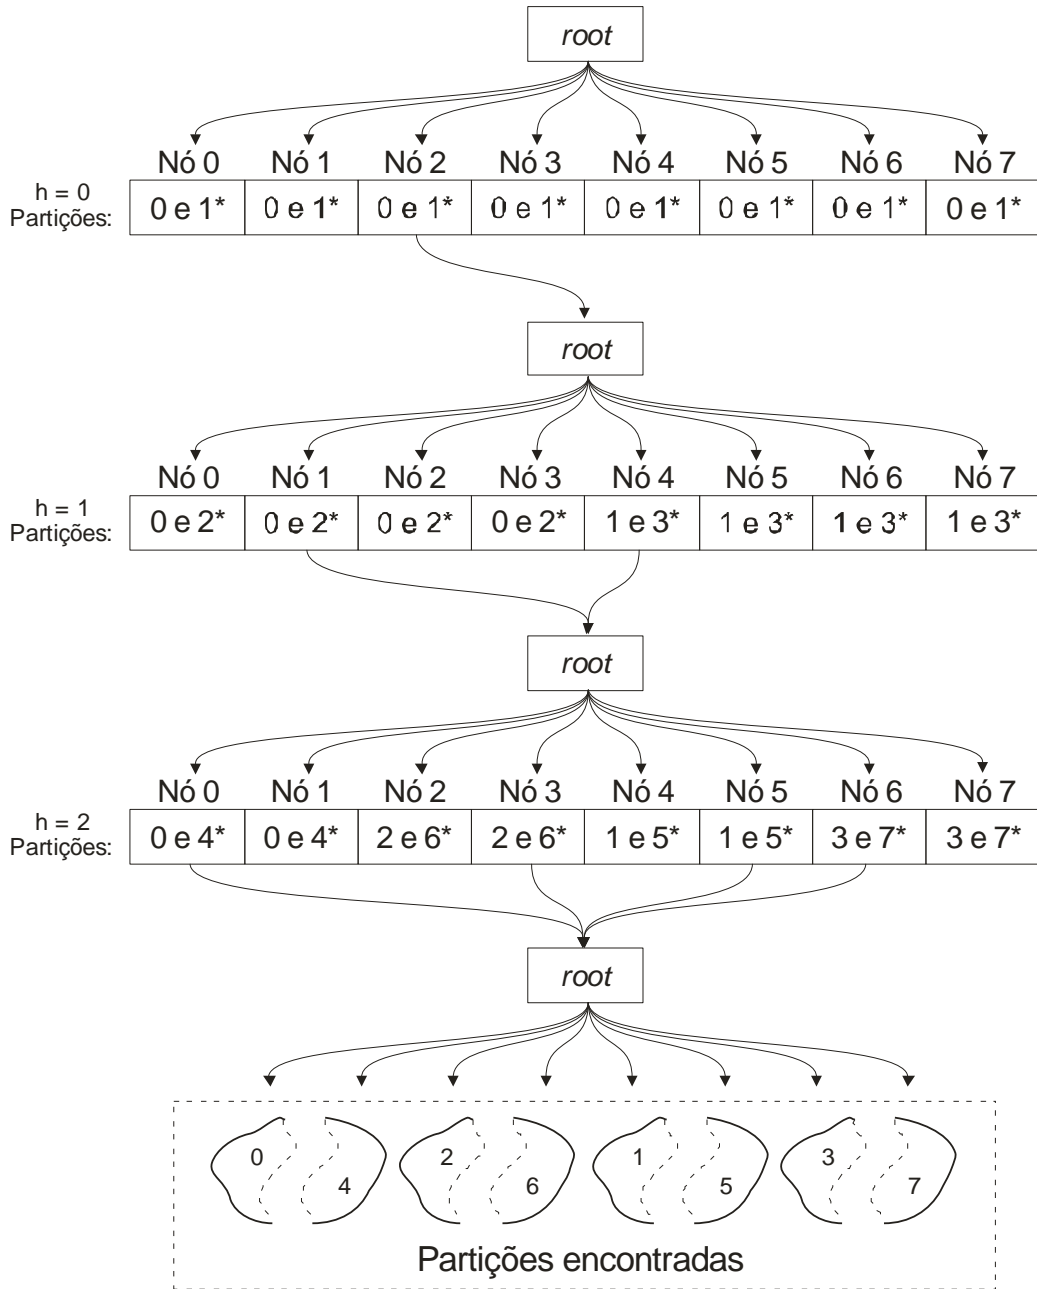 root
Nó 0 Nó 1 Nó 2 Nó 3 Nó 4 Nó 5 Nó 6 Nó 7
h = 0
Partições:
0 e 1* 0 e 1* 0 e 1* 0 e 1* 0 e 1* 0 e 1* 0 e 1* 0 e 1*
root
Nó 0 Nó 1 Nó 2 Nó 3 Nó 4 Nó 5 Nó 6 Nó 7
h = 1
Partições:
0 e 2* 0 e 2* 0 e 2* 0 e 2* 1 e 3* 1 e 3* 1 e 3* 1 e 3*
root
Nó 0 Nó 1 Nó 2 Nó 3 Nó 4 Nó 5 Nó 6 Nó 7
h = 2
Partições:
0 e 4* 0 e 4* 2 e 6* 2 e 6* 1 e 5* 1 e 5* 3 e 7* 3 e 7*
root
0 2 1 3
4 6 5 7
Partições encontradas